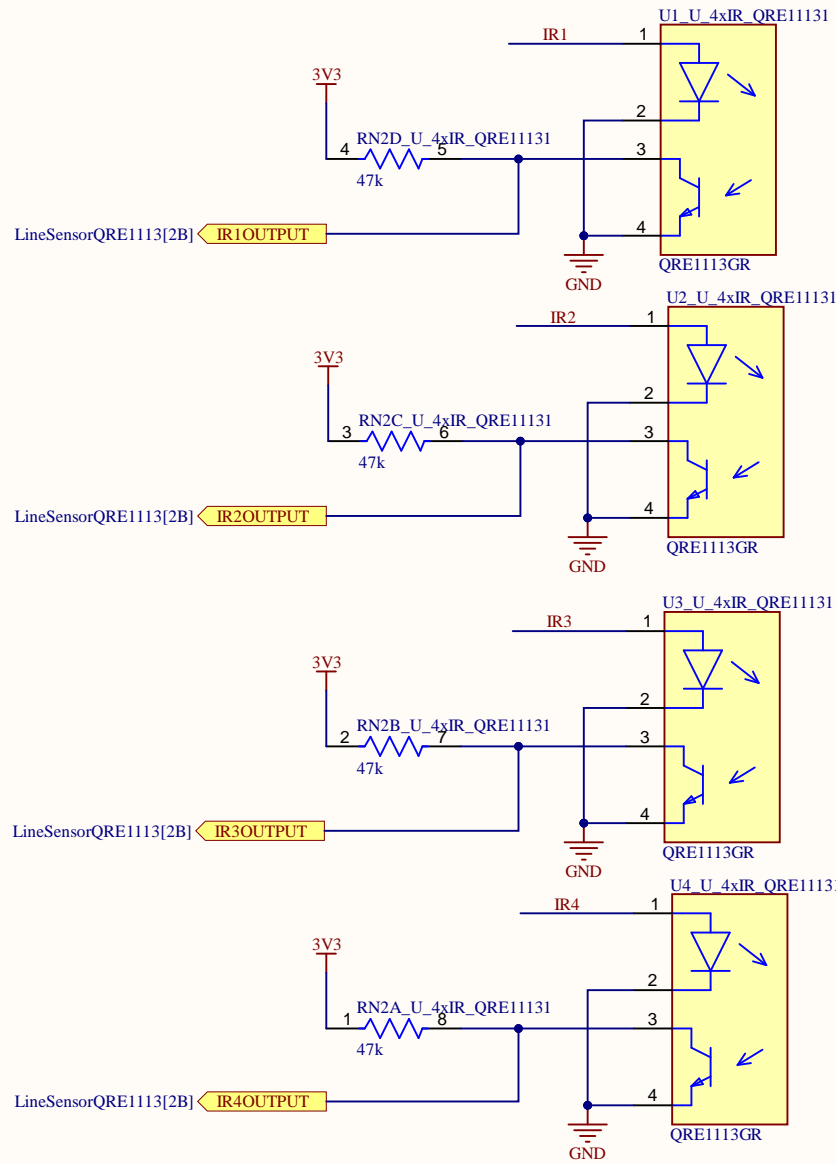 U1_U_4xIR_QRE11131
IR1
1
3V3
2
RN2D_U_4xIR_QRE11131
4
5
3
47k
LineSensorQRE1113[2B]
IR1OUTPUT
4
GND
QRE1113GR
U2_U_4xIR_QRE11131
IR2
1
3V3
2
RN2C_U_4xIR_QRE11131
3
6
3
47k
LineSensorQRE1113[2B]
IR2OUTPUT
4
GND
QRE1113GR
U3_U_4xIR_QRE11131
IR3
1
3V3
2
RN2B_U_4xIR_QRE11131
2
7
3
47k
LineSensorQRE1113[2B]
IR3OUTPUT
4
GND
QRE1113GR
U4_U_4xIR_QRE11131
IR4
1
3V3
2
RN2A_U_4xIR_QRE11131
1
8
3
47k
LineSensorQRE1113[2B]
IR4OUTPUT
4
GND
QRE1113GR